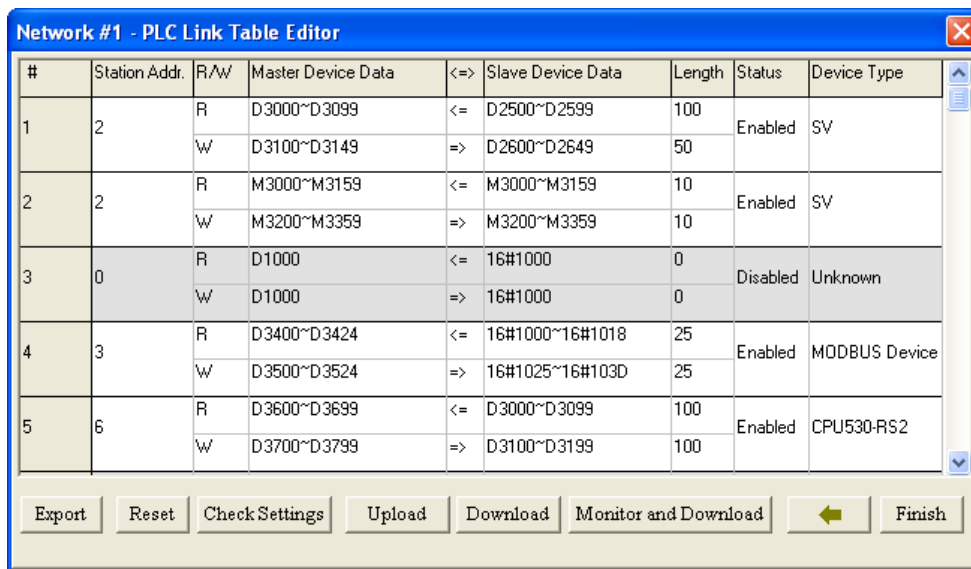 Network #1 - PLC Link Table Editor
# Station Addr. R/W Master Device Data <=> Slave Device Data Length Status Device Type
1 2 R D3000~D3099 <= D2500~D2599 100 Enabled SV
W D3100~D3149 => D2600~D2649 50
2 2 R M3000~M3159 <= M3000~M3159 10 Enabled SV
W M3200~M3359 => M3200~M3359 10
3 0 R D1000 <= 16#1000 0 Disabled Unknown
W D1000 => 16#1000 0
4 3 R D3400~D3424 <= 16#1000~16#1018 25 Enabled MODBUS Device
W D3500~D3524 => 16#1025~16#103D 25
5 6 R D3600~D3699 <= D3000~D3099 100 Enabled CPU530-RS2
W D3700~D3799 => D3100~D3199 100
Export Reset Check Settings Upload Download Monitor and Download Finish